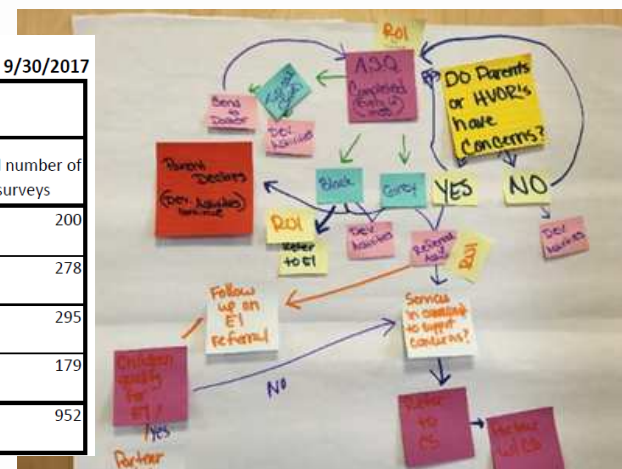 9/30/2017
number of
surveys
200
278
295
179
952
ROI
ASQ
Completed
DO Parents
or HVOR's
have
Concerns?
Send
to
Doctor
Dev
Activities
Parent
Declines
(Dev. Activities
continue)
Black
Grey
YES
NO
ROI
Refer
to EI
Dev
Activities
Referral
ROI
Dev
Activities
Follow
up on
EI
Referral
Services
in community
to support
concerns?
Children
qualify
for
EI/
/yes
Partner
NO
Refer
to
CS
Partner
w/ CS